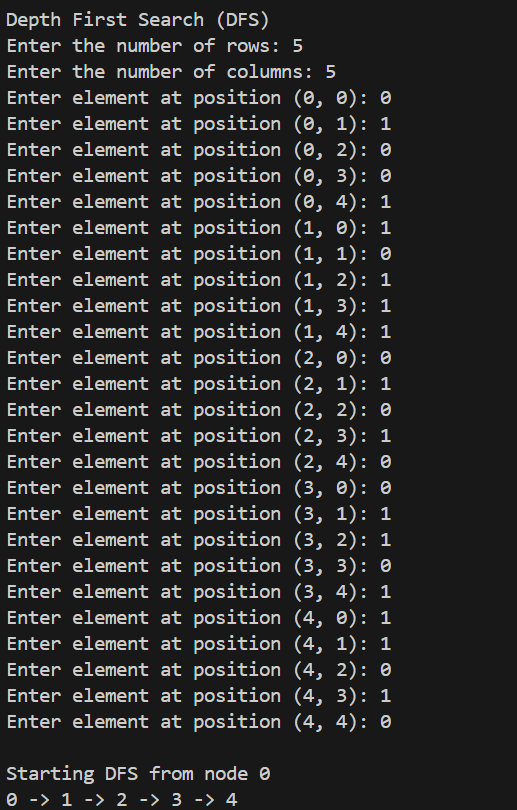 Depth First Search (DFS)
Enter the number of rows: 5
Enter the number of columns: 5
Enter element at position (0, 0): 0
Enter element at position (0, 1): 1
Enter element at position (0, 2): 0
Enter element at position (0, 3): 0
Enter element at position (0, 4): 1
Enter element at position (1, 0): 1
Enter element at position (1, 1): 0
Enter element at position (1, 2): 1
Enter element at position (1, 3): 1
Enter element at position (1, 4): 1
Enter element at position (2, 0): 0
Enter element at position (2, 1): 1
Enter element at position (2, 2): 0
Enter element at position (2, 3): 1
Enter element at position (2, 4): 0
Enter element at position (3, 0): 0
Enter element at position (3, 1): 1
Enter element at position (3, 2): 1
Enter element at position (3, 3): 0
Enter element at position (3, 4): 1
Enter element at position (4, 0): 1
Enter element at position (4, 1): 1
Enter element at position (4, 2): 0
Enter element at position (4, 3): 1
Enter element at position (4, 4): 0
Starting DFS from node 0
0 -> 1 -> 2 -> 3 -> 4